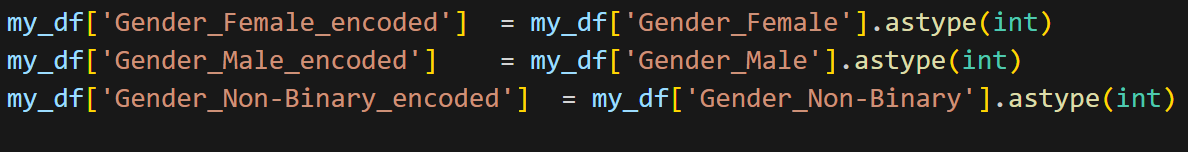 my_df['Gender_Female_encoded']  = my_df['Gender_Female'].astype(int)
my_df['Gender_Male_encoded']    = my_df['Gender_Male'].astype(int)
my_df['Gender_Non-Binary_encoded']  = my_df['Gender_Non-Binary'].astype(int)